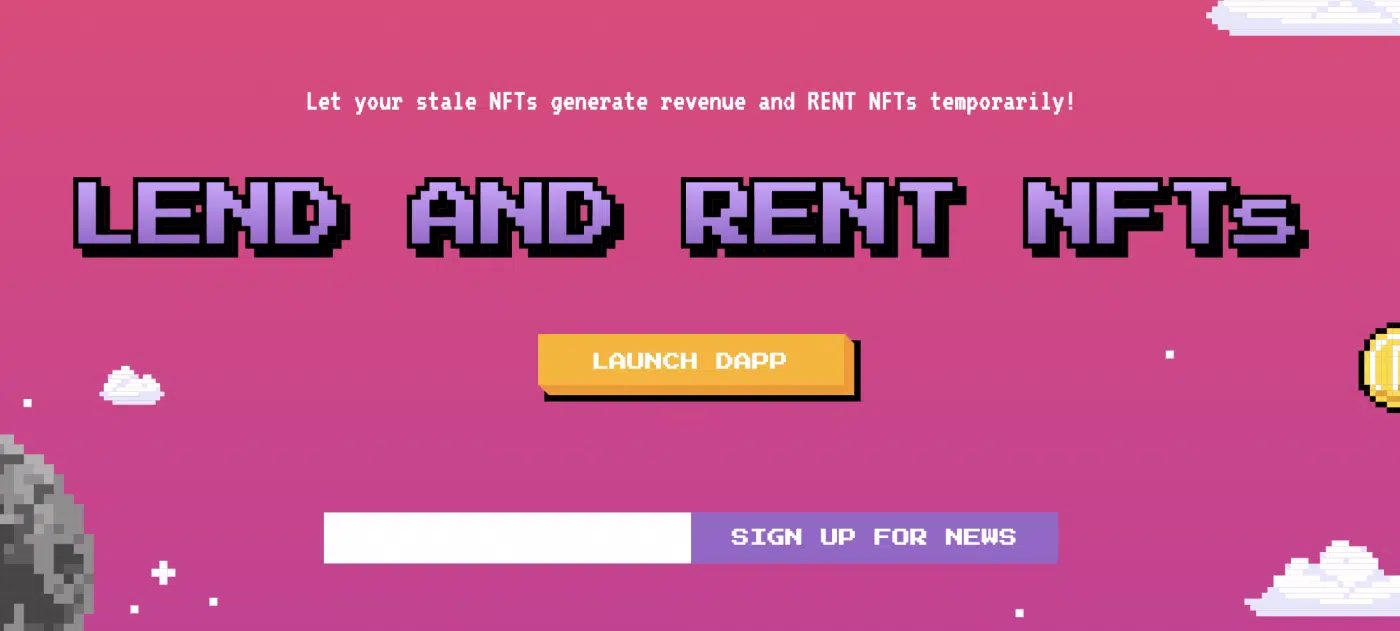 Let your stale NFTs generate revenue and RENT NFTs temporarily!
LEND AND RENT NFTs
LAUNCH DAPP
SIGN UP FOR NEWS